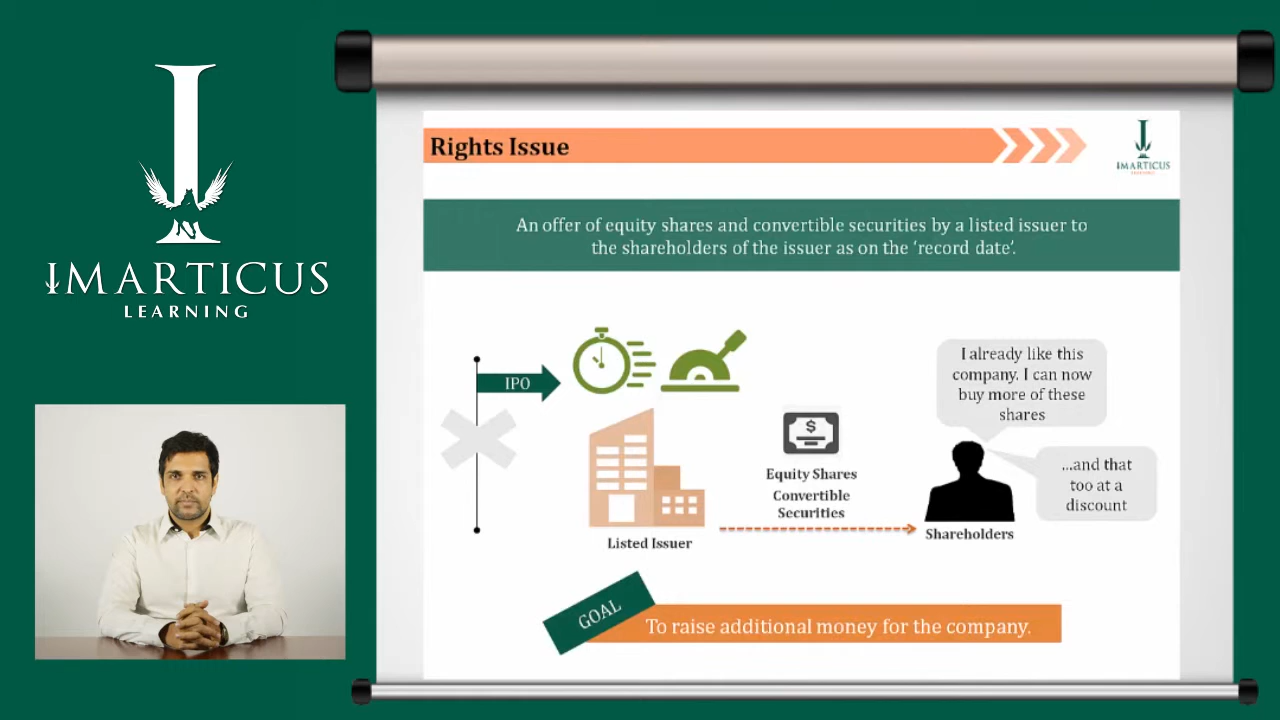 IMARTICUS
LEARNING
Rights Issue
IMARTICUS
An offer of equity shares and convertible securities by a listed issuer to
the shareholders of the issuer as on the ‘record date’.
IPO
I already like this
company. I can now
buy more of these
shares
$
Equity Shares
Convertible
Securities
...and that
too at a
discount
Listed Issuer
Shareholders
GOAL
To raise additional money for the company.